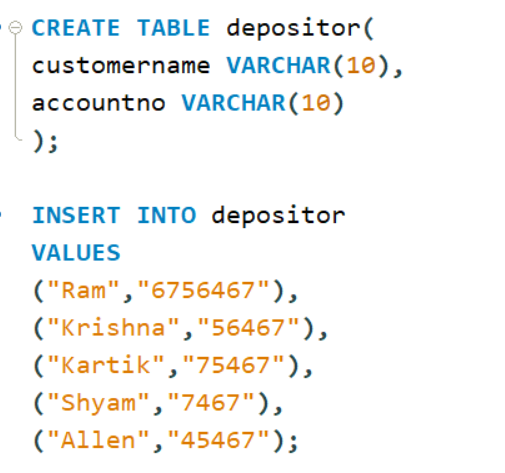 CREATE TABLE depositor(
customername VARCHAR(10),
accountno VARCHAR(10)
);
INSERT INTO depositor
VALUES
("Ram","6756467"),
("Krishna","56467"),
("Kartik","75467"),
("Shyam","7467"),
("Allen","45467");